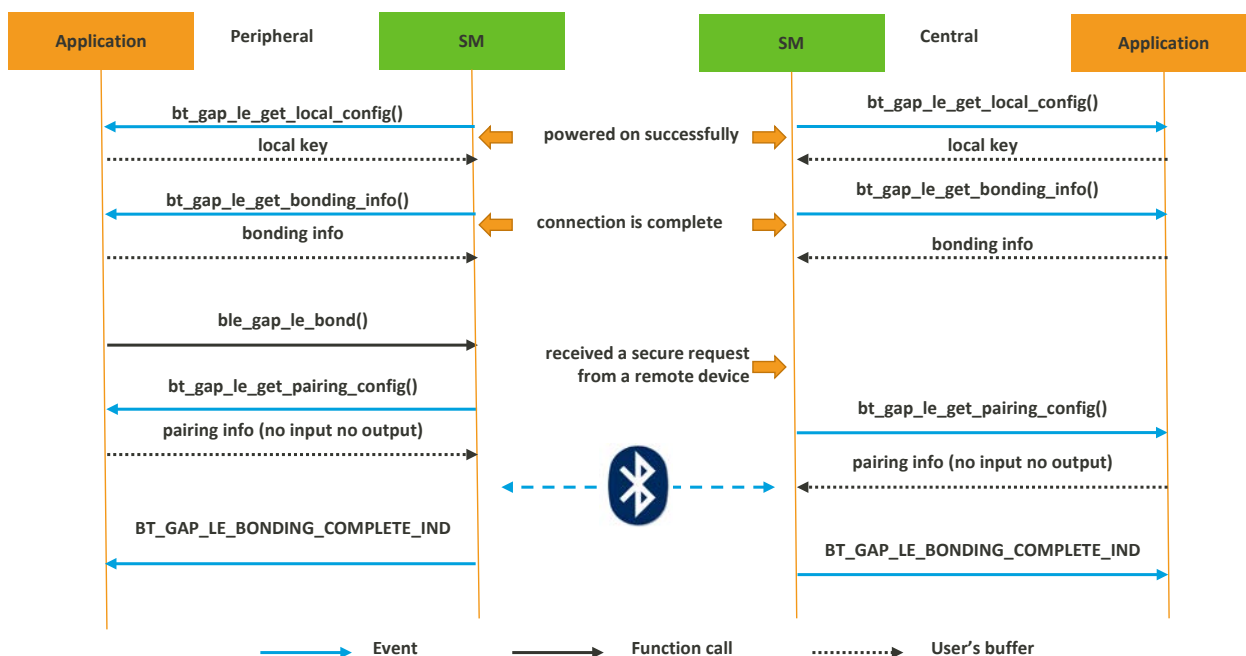 Application
Peripheral
SM
SM
Central
Application
bt_gap_le_get_local_config()
bt_gap_le_get_local_config()
powered on successfully
local key
local key
bt_gap_le_get_bonding_info()
bt_gap_le_get_bonding_info()
connection is complete
bonding info
bonding info
ble_gap_le_bond()
received a secure request
from a remote device
bt_gap_le_get_pairing_config()
bt_gap_le_get_pairing_config()
pairing info (no input no output)
pairing info (no input no output)
BT_GAP_LE_BONDING_COMPLETE_IND
BT_GAP_LE_BONDING_COMPLETE_IND
Event
Function call
User's buffer